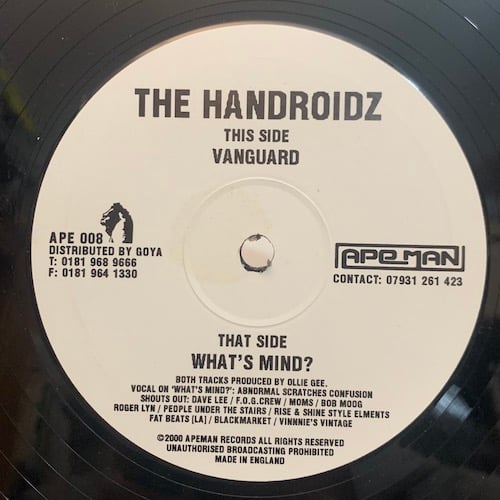 THE HANDROIDZ
THIS SIDE
VANGUARD
APE 008
DISTRIBUTED BY GOYA
T: 0181 968 9666
F: 0181 964 1330
APEMAN
CONTACT: 07931 261 423
THAT SIDE
WHAT'S MIND?
BOTH TRACKS PRODUCED BY OLLIE GEE.
VOCAL ON 'WHAT'S MIND?': ABNORMAL SCRATCHES CONFUSION
SHOUTS OUT: DAVE LEE / F.O.G.CREW / MOMS / BOB MOOG
ROGER LYN / PEOPLE UNDER THE STAIRS / RISE & SHINE STYLE ELMENTS
FAT BEATS [LA] / BLACKMARKET / VINNNIE'S VINTAGE
©2000 APEMAN RECORDS ALL RIGHTS RESERVED
UNAUTHORISED BROADCASTING PROHIBITED
MADE IN ENGLAND